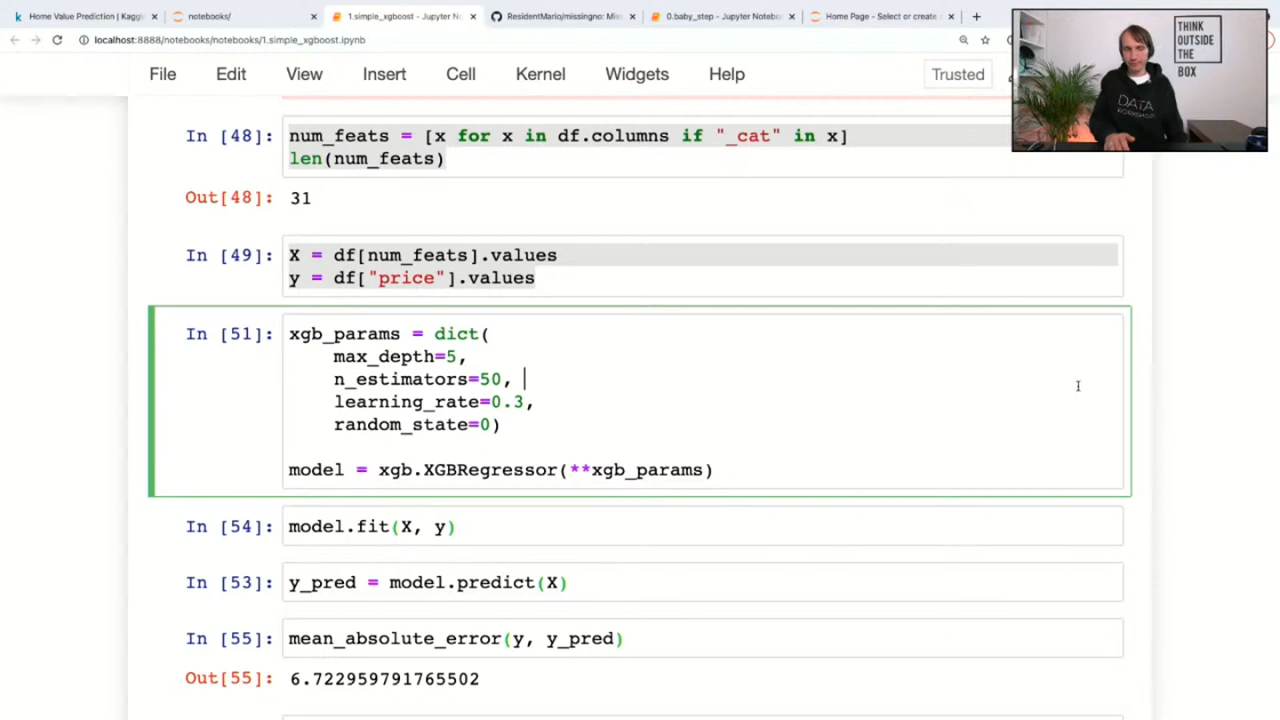 Home Value Prediction | Kaggl
notebooks/
1.simple_xgboost - Jupyter Not
ResidentMario/missingno: Miss
0.baby_step - Jupyter Notebo
Home Page - Select or create
localhost:8888/notebooks/notebooks/1.simple_xgboost.ipynb
THINK
OUTSIDE
THE
BOX
DATA
WORKSHOP
File Edit View Insert Cell Kernel Widgets Help Trusted
In [48]: num_feats = [x for x in df.columns if "_cat" in x]
len(num_feats)
Out[48]: 31
In [49]: X = df[num_feats].values
y = df["price"].values
In [51]: xgb_params = dict(
max_depth=5,
n_estimators=50,
learning_rate=0.3,
random_state=0)
model = xgb.XGBRegressor(**xgb_params)
In [54]: model.fit(X, y)
In [53]: y_pred = model.predict(X)
In [55]: mean_absolute_error(y, y_pred)
Out[55]: 6.722959791765502